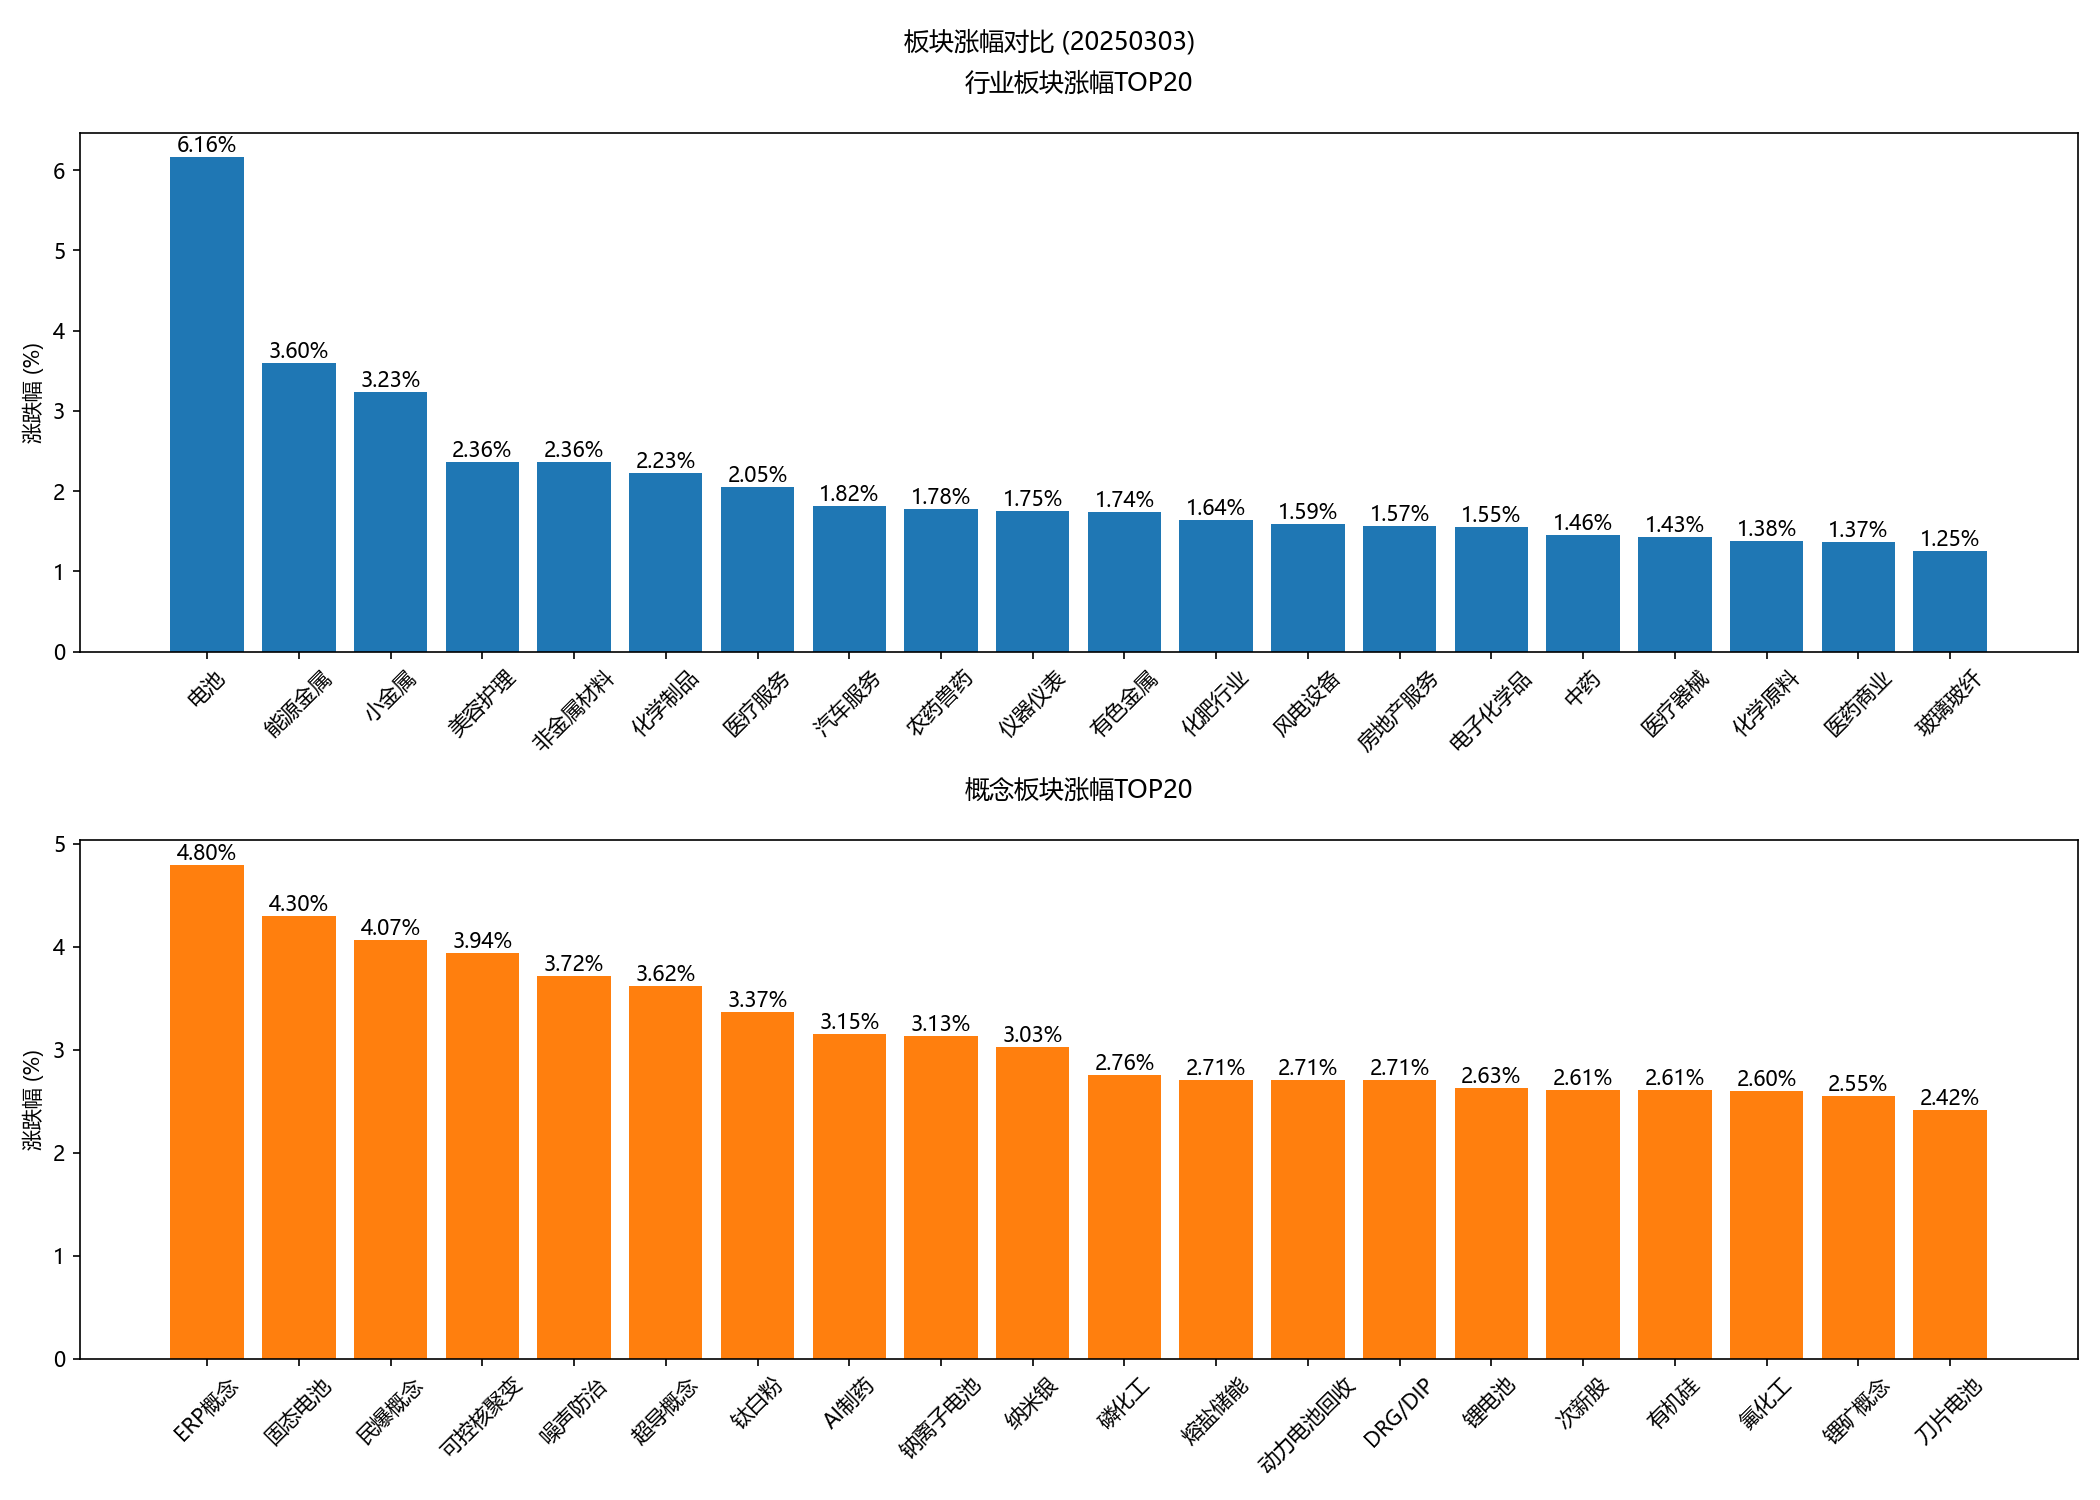 板块涨幅对比 (20250303)
行业板块涨幅TOP20
涨跌幅 (%)
6
5
4
3
2
1
0
6.16%
3.60%
3.23%
2.36%
2.36%
2.23%
2.05%
1.82%
1.78%
1.75%
1.74%
1.64%
1.59%
1.57%
1.55%
1.46%
1.43%
1.38%
1.37%
1.25%
电池
能源金属
小金属
美容护理
非金属材料
化学制品
医疗服务
汽车服务
农药兽药
仪器仪表
有色金属
化肥行业
风电设备
房地产服务
电子化学品
中药
医疗器械
化学原料
医药商业
玻璃玻纤
概念板块涨幅TOP20
涨跌幅 (%)
5
4
3
2
1
0
4.80%
4.30%
4.07%
3.94%
3.72%
3.62%
3.37%
3.15%
3.13%
3.03%
2.76%
2.71%
2.71%
2.71%
2.63%
2.61%
2.61%
2.60%
2.55%
2.42%
ERP概念
固态电池
民爆概念
可控核聚变
噪声防治
超导概念
钛白粉
AI制药
钠离子电池
纳米银
磷化工
熔盐储能
动力电池回收
DRG/DIP
锂电池
次新股
有机硅
氟化工
锂矿概念
刀片电池